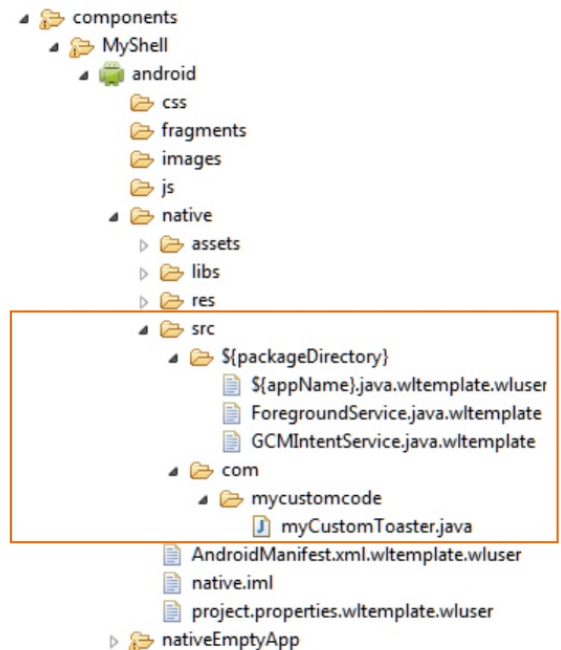 components
MyShell
android
css
fragments
images
js
native
assets
libs
res
src
${packageDirectory}
${appName}.java.wltemplate.wluser
ForegroundService.java.wltemplate
GCMIntentService.java.wltemplate
com
mycustomcode
myCustomToaster.java
AndroidManifest.xml.wltemplate.wluser
native.iml
project.properties.wltemplate.wluser
nativeEmptyApp